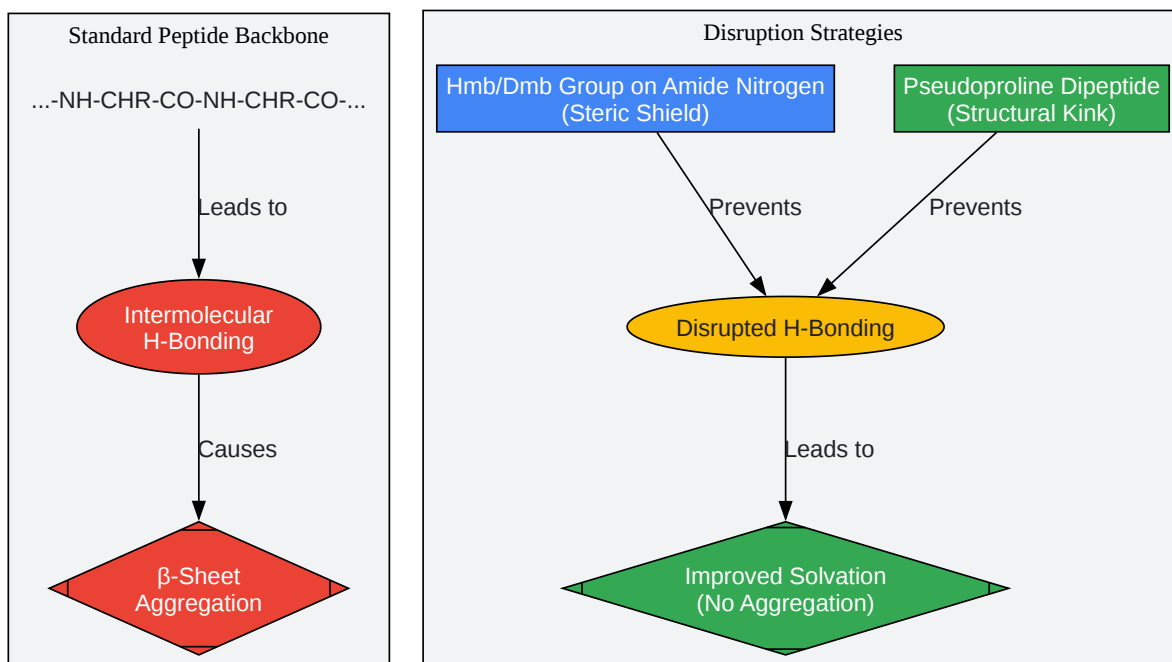 Standard Peptide Backbone
...-NH-CHR-CO-NH-CHR-CO-...
Leads to
Intermolecular
H-Bonding
Causes
β-Sheet
Aggregation
Disruption Strategies
Hmb/Dmb Group on Amide Nitrogen
(Steric Shield)
Pseudoproline Dipeptide
(Structural Kink)
Prevents
Prevents
Disrupted H-Bonding
Leads to
Improved Solvation
(No Aggregation)